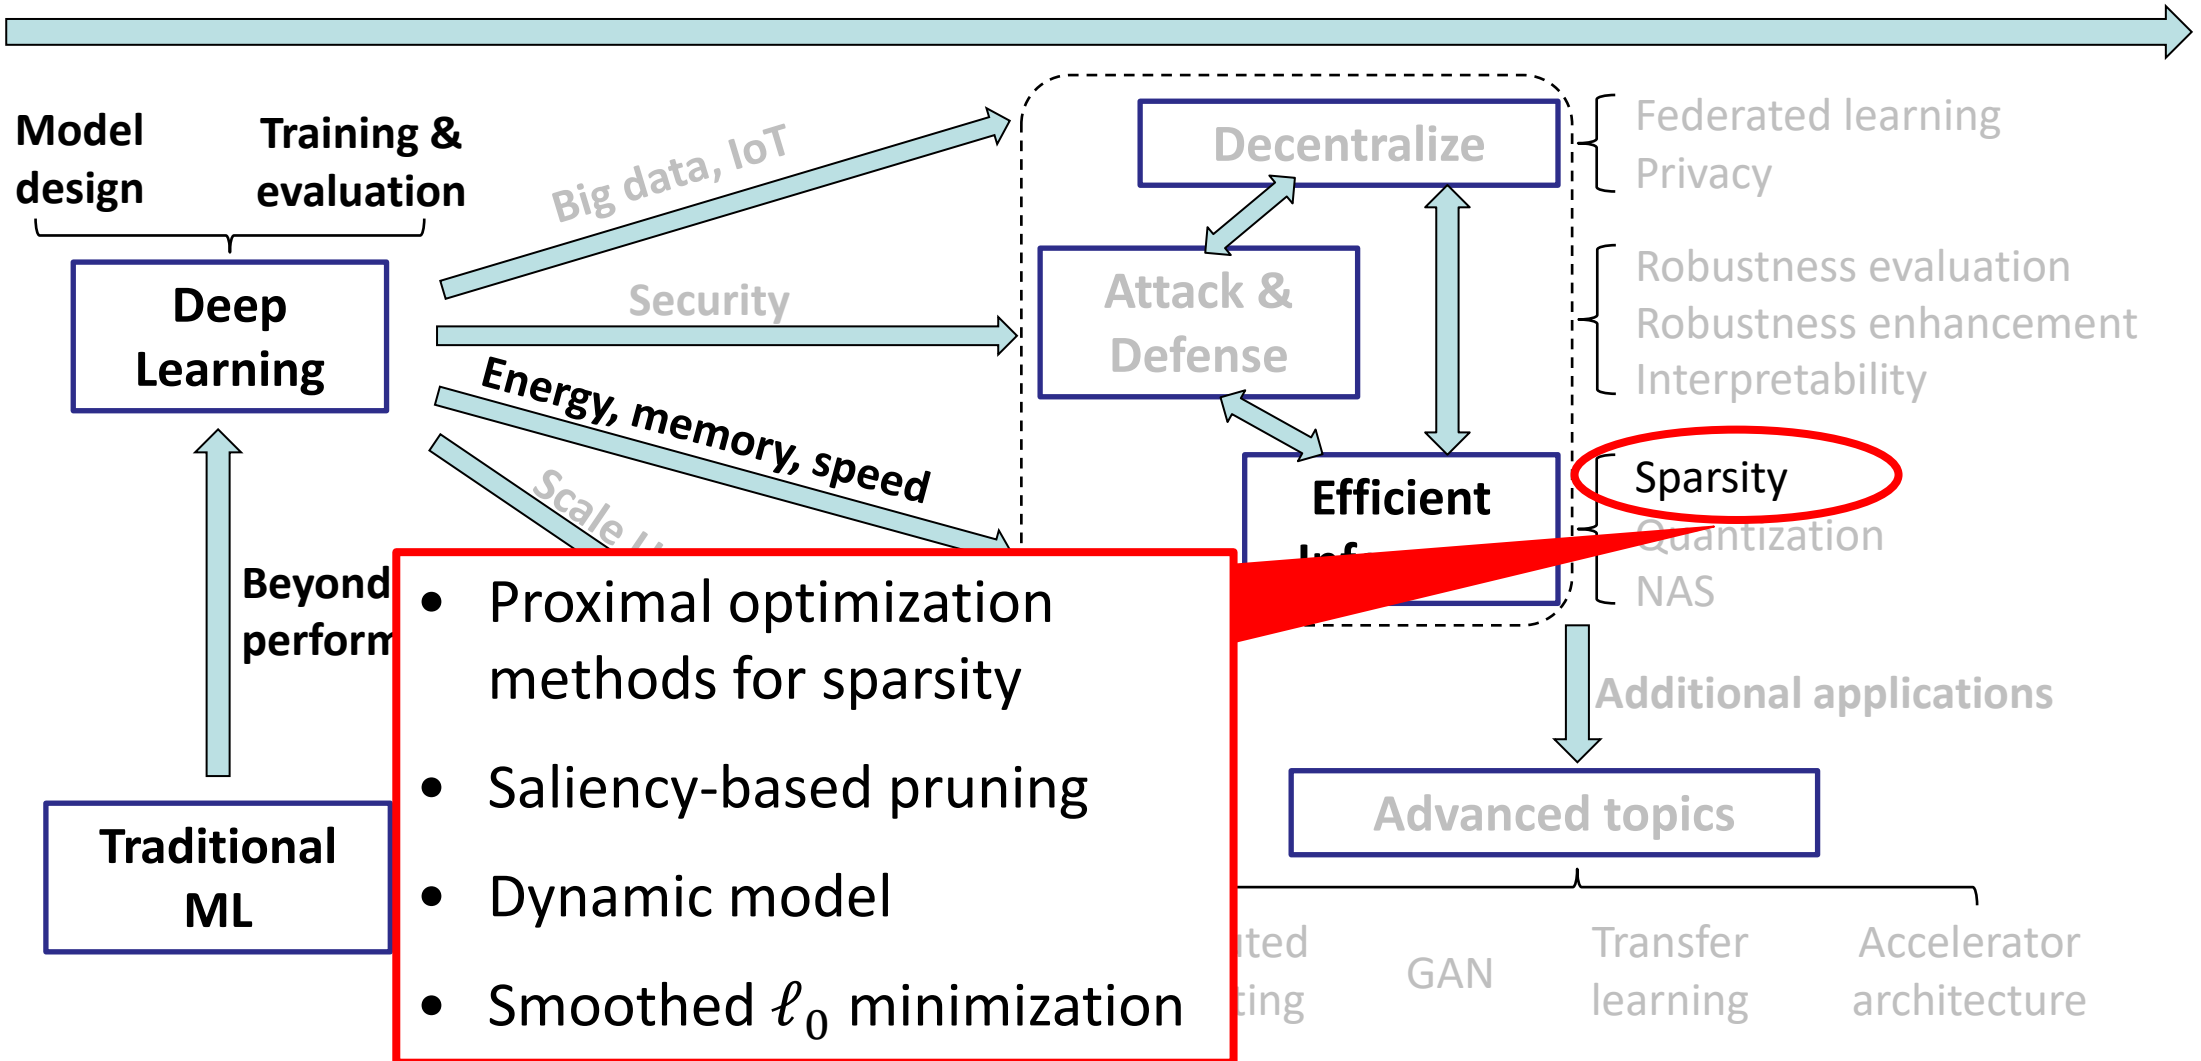 Model
design
Training &
evaluation
Deep
Learning
Traditional
ML
Big data, IoT
Security
Energy, memory, speed
Scale
Decentralize
Attack &
Defense
Efficient
Federated learning
Privacy
Robustness evaluation
Robustness enhancement
Interpretability
Sparsity
Quantization
NAS
Beyond
• Proximal optimization
methods for sparsity
• Saliency-based pruning
• Dynamic model
• Smoothed ℓ₀ minimization
Additional applications
Advanced topics
GAN
Transfer
learning
Accelerator
architecture